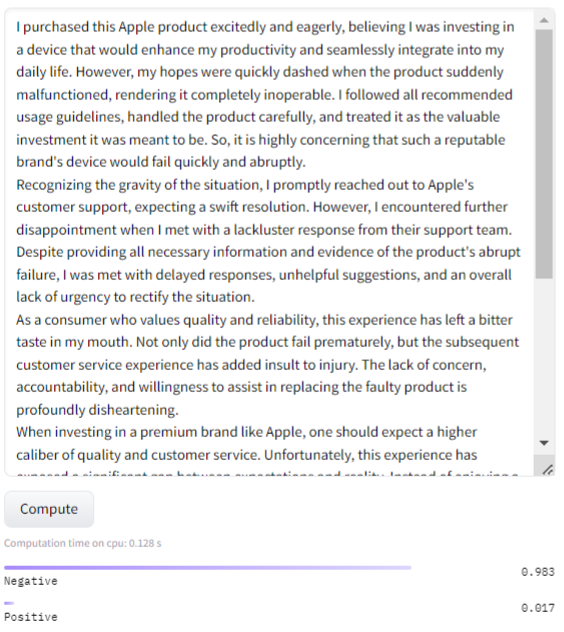 I purchased this Apple product excitedly and eagerly, believing I was investing in
a device that would enhance my productivity and seamlessly integrate into my
daily life. However, my hopes were quickly dashed when the product suddenly
malfunctioned, rendering it completely inoperable. I followed all recommended
usage guidelines, handled the product carefully, and treated it as the valuable
investment it was meant to be. So, it is highly concerning that such a reputable
brand's device would fail quickly and abruptly.
Recognizing the gravity of the situation, I promptly reached out to Apple's
customer support, expecting a swift resolution. However, I encountered further
disappointment when I met with a lackluster response from their support team.
Despite providing all necessary information and evidence of the product's abrupt
failure, I was met with delayed responses, unhelpful suggestions, and an overall
lack of urgency to rectify the situation.
As a consumer who values quality and reliability, this experience has left a bitter
taste in my mouth. Not only did the product fail prematurely, but the subsequent
customer service experience has added insult to injury. The lack of concern,
accountability, and willingness to assist in replacing the faulty product is
profoundly disheartening.
When investing in a premium brand like Apple, one should expect a higher
caliber of quality and customer service. Unfortunately, this experience has
Compute
Computation time on cpu: 0.128 s
Negative 0.983
Positive 0.017